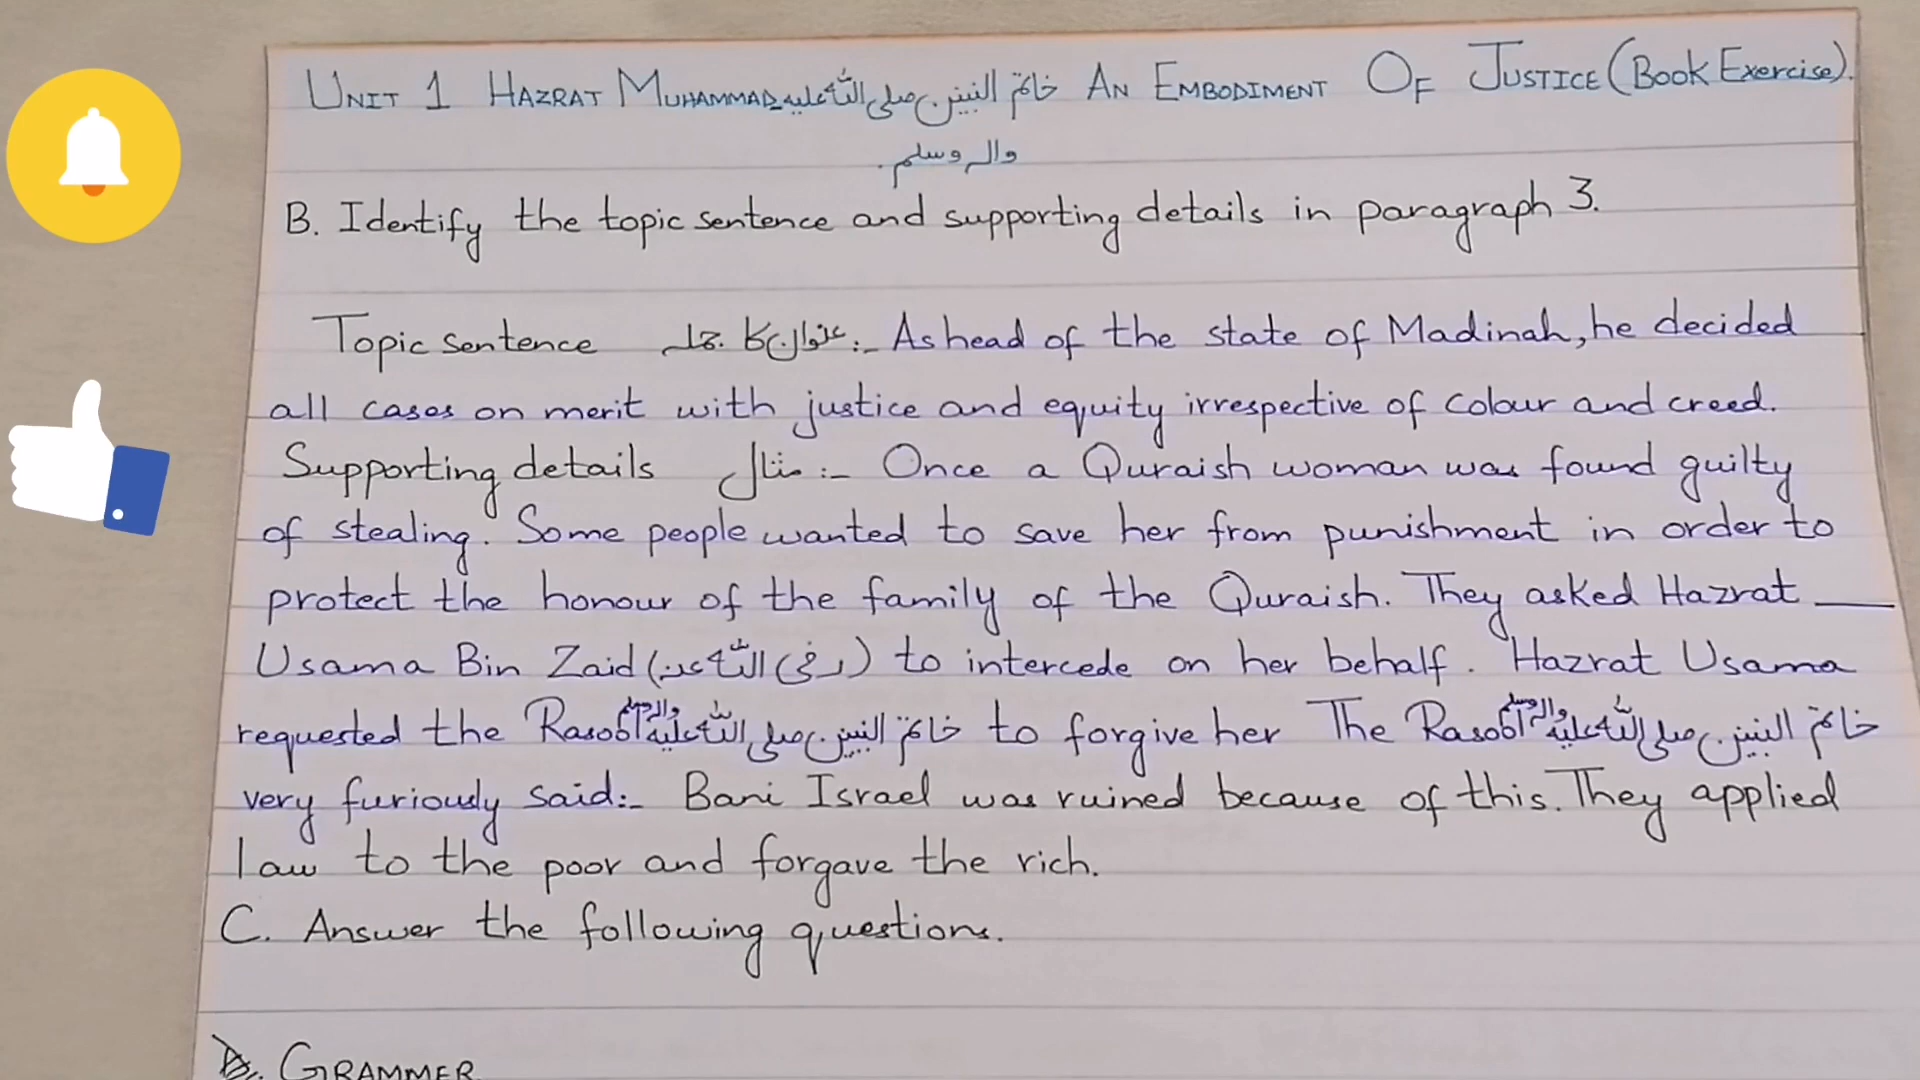 UNIT 1 HAZRAT MUHAMMAD خاتم النبیین صلی اللہ علیہ AN EMBODIMENT OF JUSTICE (Book Exercise).
والہ وسلم.
B. Identify the topic sentence and supporting details in paragraph 3.
Topic sentence عنوان کا جملہ :- As head of the state of Madinah, he decided
all cases on merit with justice and equity irrespective of colour and creed.
Supporting details مثال :- Once a Quraish woman was found guilty
of stealing. Some people wanted to save her from punishment in order to
protect the honour of the family of the Quraish. They asked Hazrat
Usama Bin Zaid (رضی اللہ عنہ) to intercede on her behalf. Hazrat Usama
requested the Rasool خاتم النبیین صلی اللہ علیہ والہ وسلم to forgive her The Rasool خاتم النبیین صلی اللہ علیہ والہ وسلم
very furiously said:- Bani Israel was ruined because of this. They applied
law to the poor and forgave the rich.
C. Answer the following questions.
D. GRAMMER